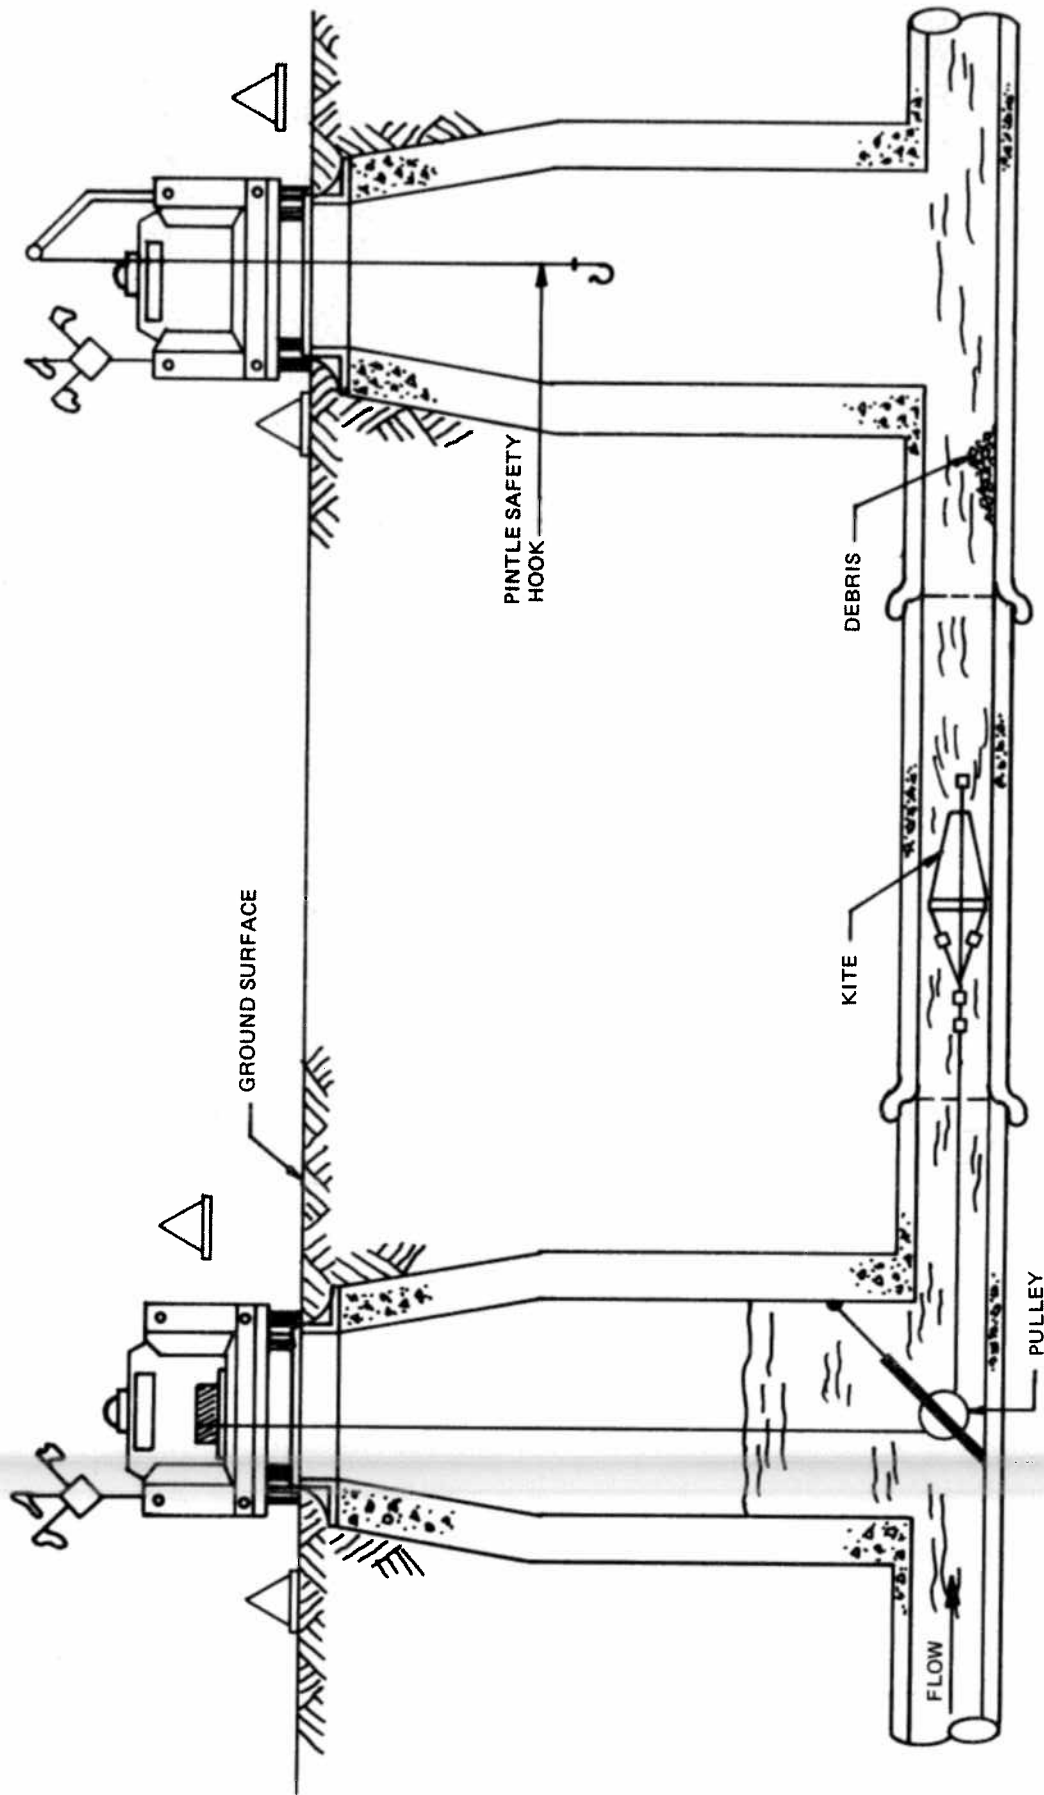 GROUND SURFACE
PINTLE SAFETY
HOOK
DEBRIS
KITE
PULLEY
FLOW